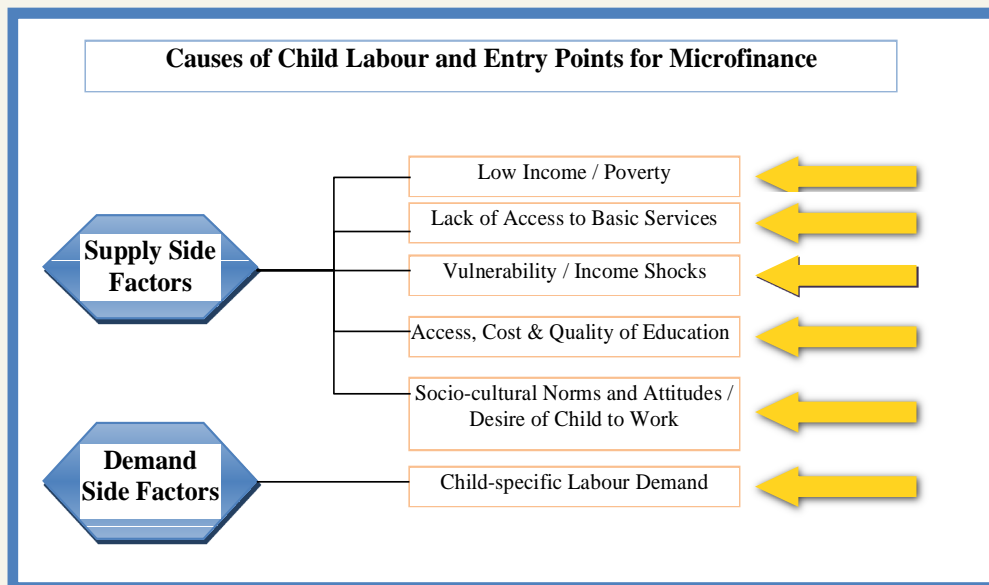 Causes of Child Labour and Entry Points for Microfinance
Low Income / Poverty
Lack of Access to Basic Services
Supply Side
Factors
Vulnerability / Income Shocks
Access, Cost & Quality of Education
Socio-cultural Norms and Attitudes /
Desire of Child to Work
Demand
Side Factors
Child-specific Labour Demand